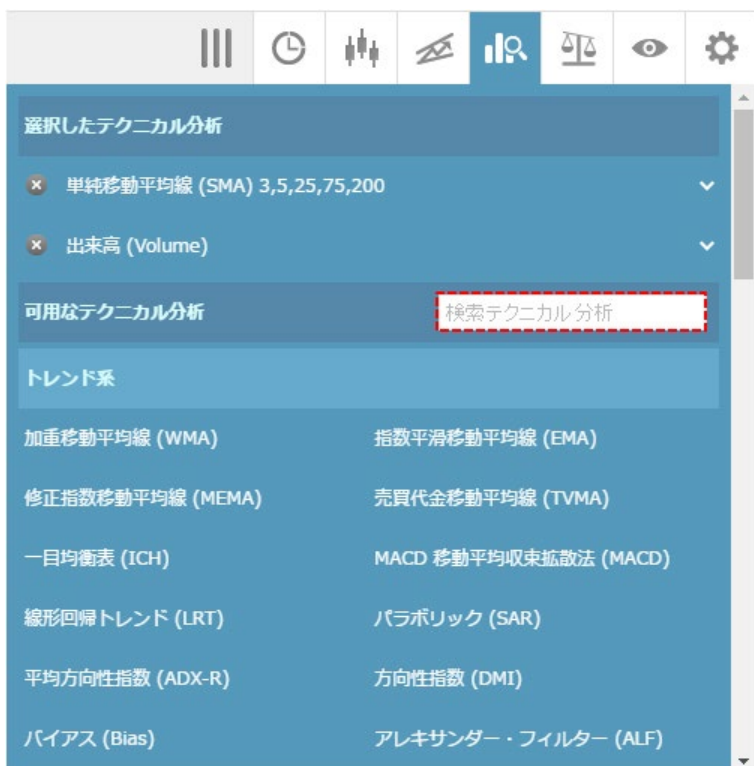 選択したテクニカル分析
単純移動平均線 (SMA) 3,5,25,75,200
出来高 (Volume)
可用なテクニカル分析 検索テクニカル分析
トレンド系
加重移動平均線 (WMA) 指数平滑移動平均線 (EMA)
修正指数移動平均線 (MEMA) 売買代金移動平均線 (TVMA)
一目均衡表 (ICH) MACD 移動平均収束拡散法 (MACD)
線形回帰トレンド (LRT) パラボリック (SAR)
平均方向性指数 (ADX-R) 方向性指数 (DMI)
バイアス (Bias) アレキサンダー・フィルター (ALF)